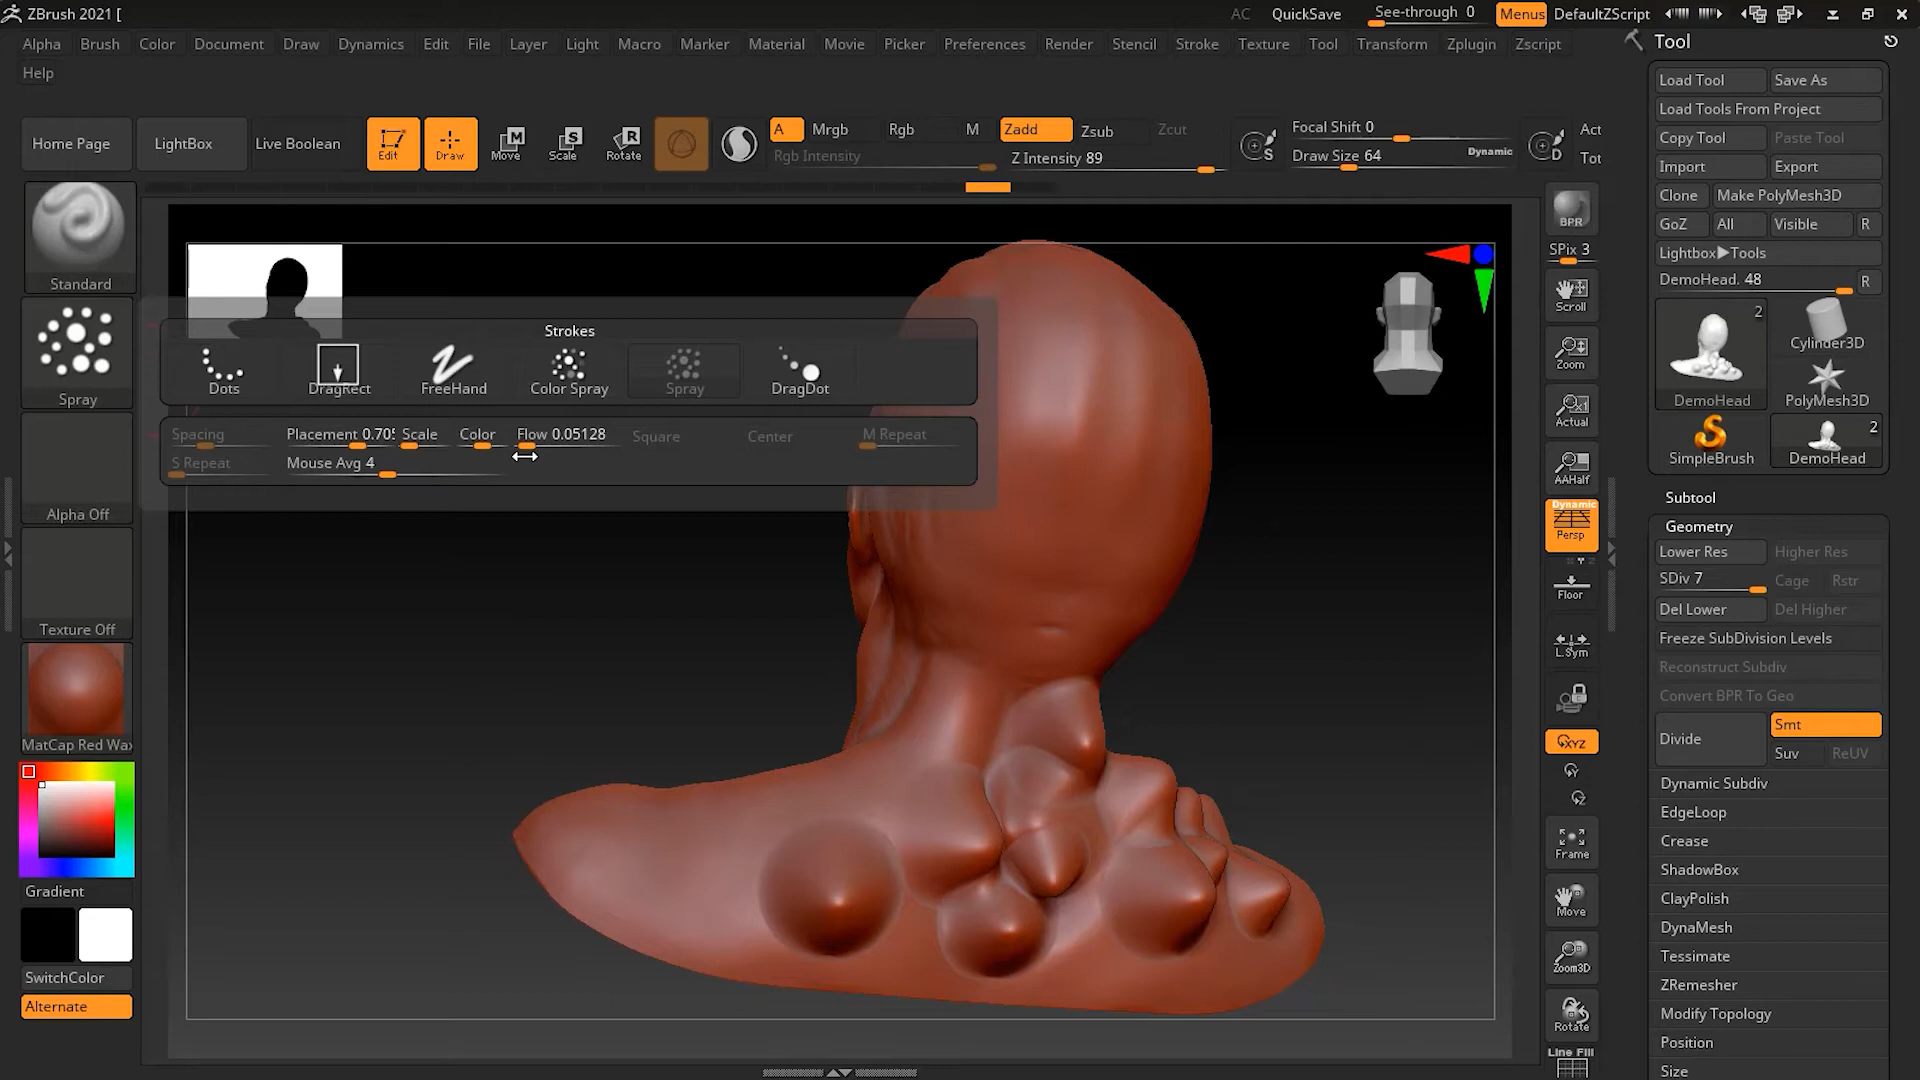 ZBrush 2021 [
AC QuickSave See-through 0 Menus DefaultZScript
Alpha Brush Color Document Draw Dynamics Edit File Layer Light Macro Marker Material Movie Picker Preferences Render Stencil Stroke Texture Tool Transform Zplugin Zscript
Help
Home Page LightBox Live Boolean Edit Draw Move Scale Rotate
A Mrgb Rgb M Zadd Zsub Zcut
Rgb Intensity Z Intensity 89
Focal Shift 0
Draw Size 64 Dynamic
Act
Tot
Standard
Spray
Alpha Off
Texture Off
MatCap Red Wax
Gradient
SwitchColor
Alternate
Strokes
Dots DragRect FreeHand Color Spray Spray DragDot
Spacing Placement 0.705 Scale Color Flow 0.05128 Square Center M Repeat
S Repeat Mouse Avg 4
BPR
SPix 3
Scroll
Zoom
Actual
AAHalf
Dynamic
Persp
Floor
L.Sym
XYZ
Y
Z
Frame
Move
Zoom3D
Rotate
Line Fill
Tool
Load Tool Save As
Load Tools From Project
Copy Tool Paste Tool
Import Export
Clone Make PolyMesh3D
GoZ All Visible R
Lightbox▶Tools
DemoHead. 48 R
2
DemoHead
Cylinder3D
PolyMesh3D
SimpleBrush
2
DemoHead
Subtool
Geometry
Lower Res Higher Res
SDiv 7 Cage Rstr
Del Lower Del Higher
Freeze SubDivision Levels
Reconstruct Subdiv
Convert BPR To Geo
Divide Smt
Suv ReUV
Dynamic Subdiv
EdgeLoop
Crease
ShadowBox
ClayPolish
DynaMesh
Tessimate
ZRemesher
Modify Topology
Position
Size